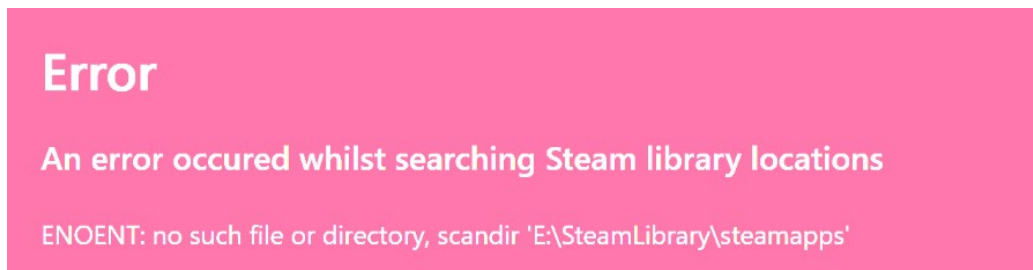 Error
An error occured whilst searching Steam library locations
ENOENT: no such file or directory, scandir 'E:\SteamLibrary\steamapps'